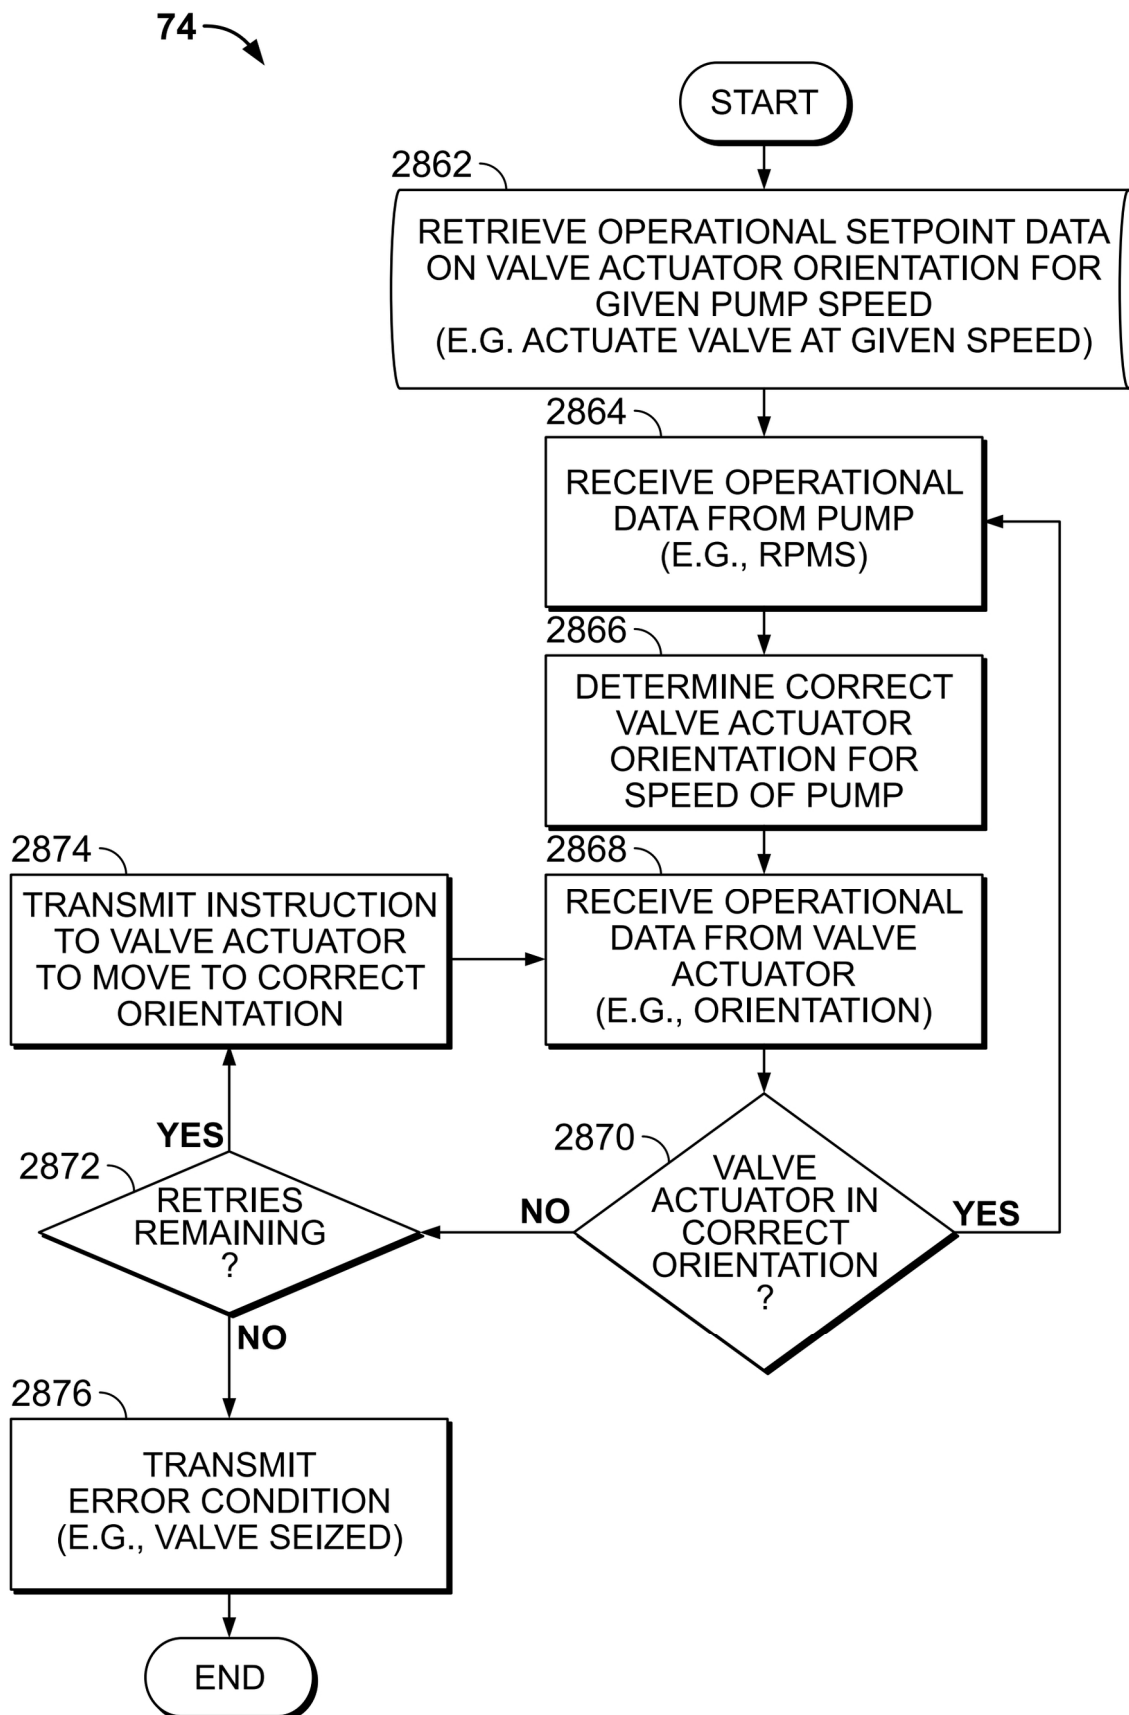 74
START
2862
RETRIEVE OPERATIONAL SETPOINT DATA
ON VALVE ACTUATOR ORIENTATION FOR
GIVEN PUMP SPEED
(E.G. ACTUATE VALVE AT GIVEN SPEED)
2864
RECEIVE OPERATIONAL
DATA FROM PUMP
(E.G., RPMS)
2866
DETERMINE CORRECT
VALVE ACTUATOR
ORIENTATION FOR
SPEED OF PUMP
2868
RECEIVE OPERATIONAL
DATA FROM VALVE
ACTUATOR
(E.G., ORIENTATION)
2870
VALVE
ACTUATOR IN
CORRECT
ORIENTATION
?
YES
NO
2872
RETRIES
REMAINING
?
YES
2874
TRANSMIT INSTRUCTION
TO VALVE ACTUATOR
TO MOVE TO CORRECT
ORIENTATION
NO
2876
TRANSMIT
ERROR CONDITION
(E.G., VALVE SEIZED)
END